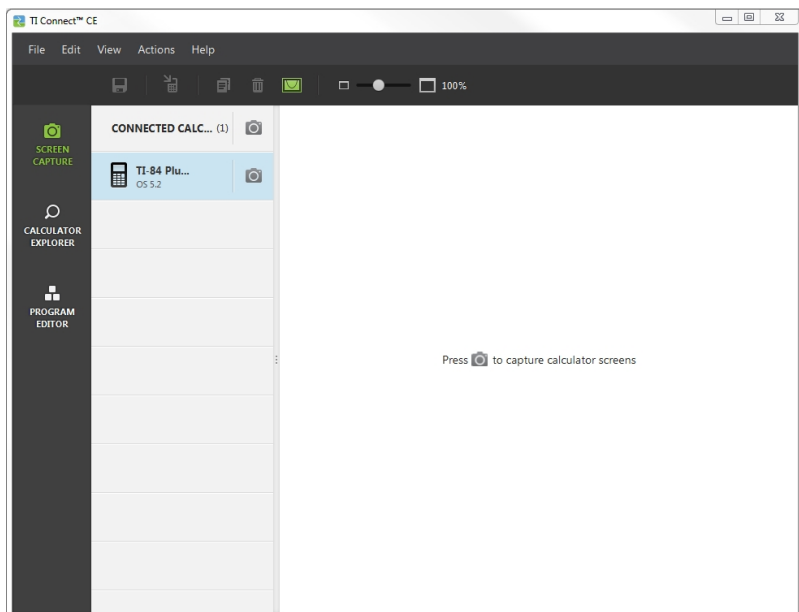 TI Connect™ CE
File Edit View Actions Help
100%
SCREEN
CAPTURE
CALCULATOR
EXPLORER
PROGRAM
EDITOR
CONNECTED CALC... (1)
TI-84 Plu...
OS 5.2
Press to capture calculator screens